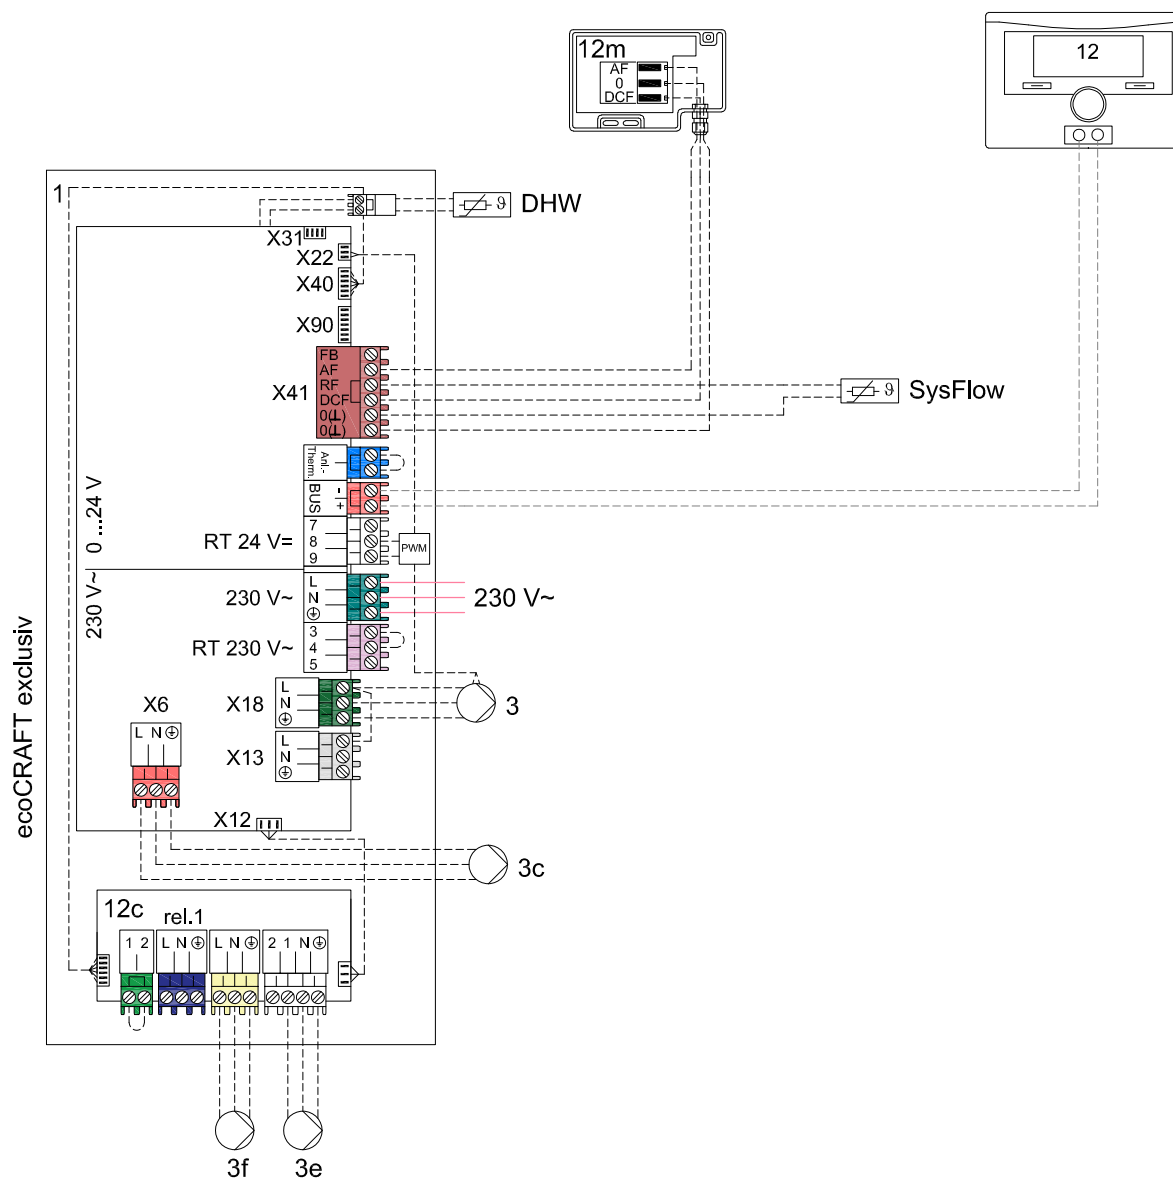 12m
AF
0
DCF
12
1
DHW
ϑ
X31
X22
X40
X90
X41
FB
AF
RF
DCF
0(⊥)
0(⊥)
SysFlow
ϑ
Anl.-
Therm.
BUS
-
+
0 ...24 V
RT 24 V=
7
8
9
PWM
230 V~
230 V~
L
N
230 V~
RT 230 V~
3
4
5
ecoCRAFT exclusiv
X6
L N
X18
L
N
3
X13
L
N
X12
3c
12c
rel.1
1 2
L N
L N
2 1 N
3f
3e